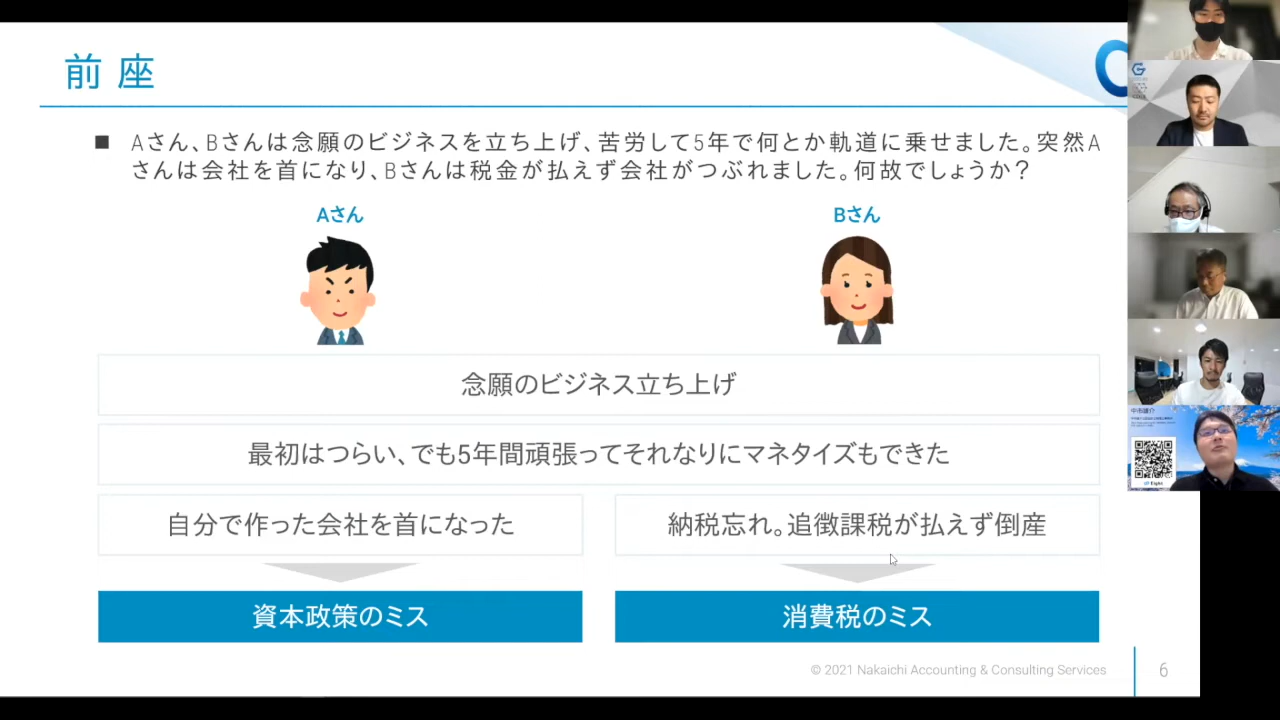 前座
■ Aさん、Bさんは念願のビジネスを立ち上げ、苦労して5年で何とか軌道に乗せました。突然A
さんは会社を首になり、Bさんは税金が払えず会社がつぶれました。何故でしょうか？
Aさん
Bさん
念願のビジネス立ち上げ
最初はつらい、でも5年間頑張ってそれなりにマネタイズもできた
自分で作った会社を首になった
納税忘れ。追徴課税が払えず倒産
資本政策のミス
消費税のミス
© 2021 Nakaichi Accounting & Consulting Services
6